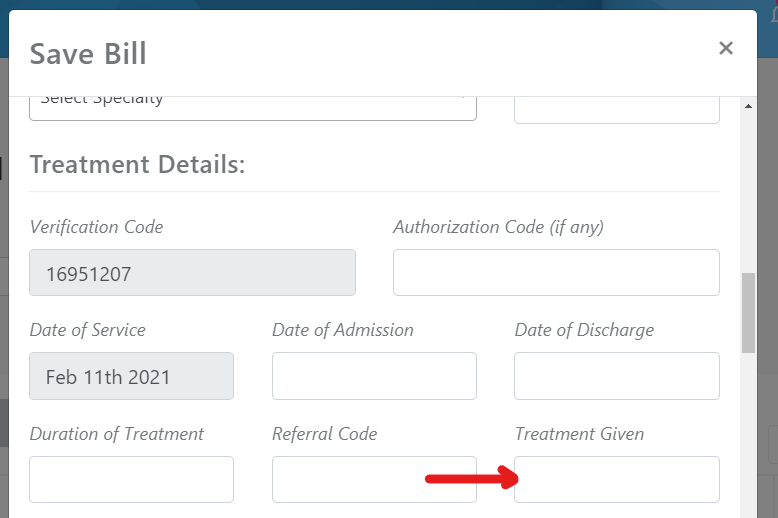 Save Bill ×
Select Specialty
Treatment Details:
Verification Code Authorization Code (if any)
16951207
Date of Service Date of Admission Date of Discharge
Feb 11th 2021
Duration of Treatment Referral Code Treatment Given